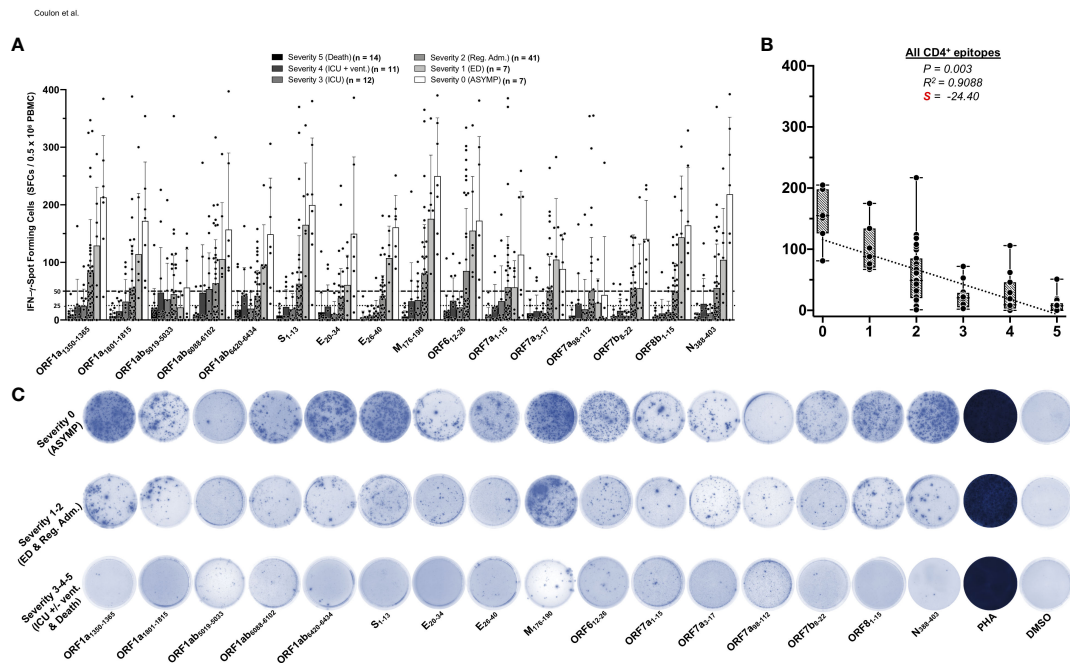 Coulon et al.
A
Severity 5 (Death) (n = 14)
Severity 4 (ICU + vent.) (n = 11)
Severity 3 (ICU) (n = 12)
Severity 2 (Reg. Adm.) (n = 41)
Severity 1 (ED) (n = 7)
Severity 0 (ASYMP) (n = 7)
IFN-γ-Spot Forming Cells (SFCs / 0.5 x 10⁶ PBMC)
400
300
200
100
50
25
0
ORF1a1350-1365
ORF1a1801-1815
ORF1ab5019-5033
ORF1ab6088-6102
ORF1ab6420-6434
S1-13
E20-34
E26-40
M176-190
ORF612-26
ORF7a1-15
ORF7a3-17
ORF7a98-112
ORF7b8-22
ORF8b1-15
N388-403
B
All CD4⁺ epitopes
P = 0.003
R² = 0.9088
S = -24.40
400
300
200
100
0
0 1 2 3 4 5
C
Severity 0
(ASYMP)
Severity 1-2
(ED & Reg. Adm.)
Severity 3-4-5
(ICU +/- vent.
& Death)
ORF1a1350-1365
ORF1a1801-1815
ORF1ab5019-5033
ORF1ab6088-6102
ORF1ab6420-6434
S1-13
E20-34
E26-40
M176-190
ORF612-26
ORF7a1-15
ORF7a3-17
ORF7a98-112
ORF7b8-22
ORF81-15
N388-403
PHA
DMSO